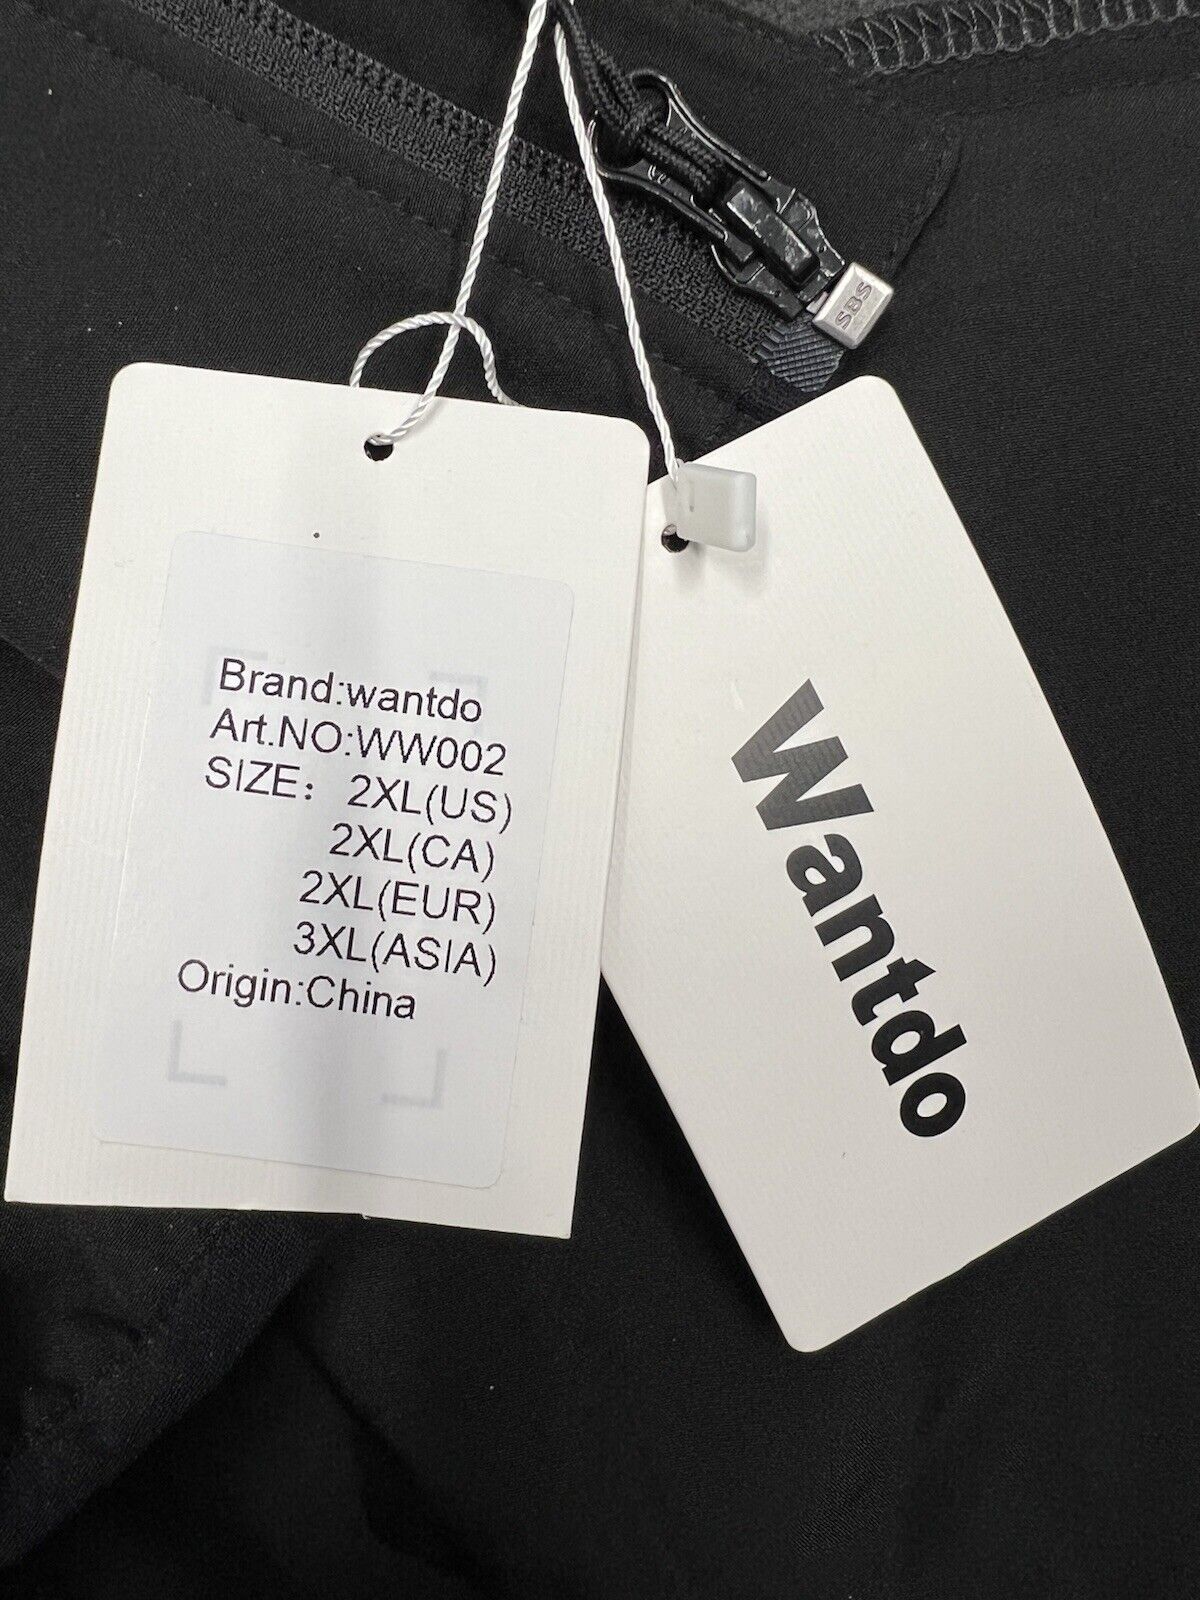 SBS
Brand:wantdo
Art.NO:WW002
SIZE: 2XL(US)
2XL(CA)
2XL(EUR)
3XL(ASIA)
Origin:China
Wantdo